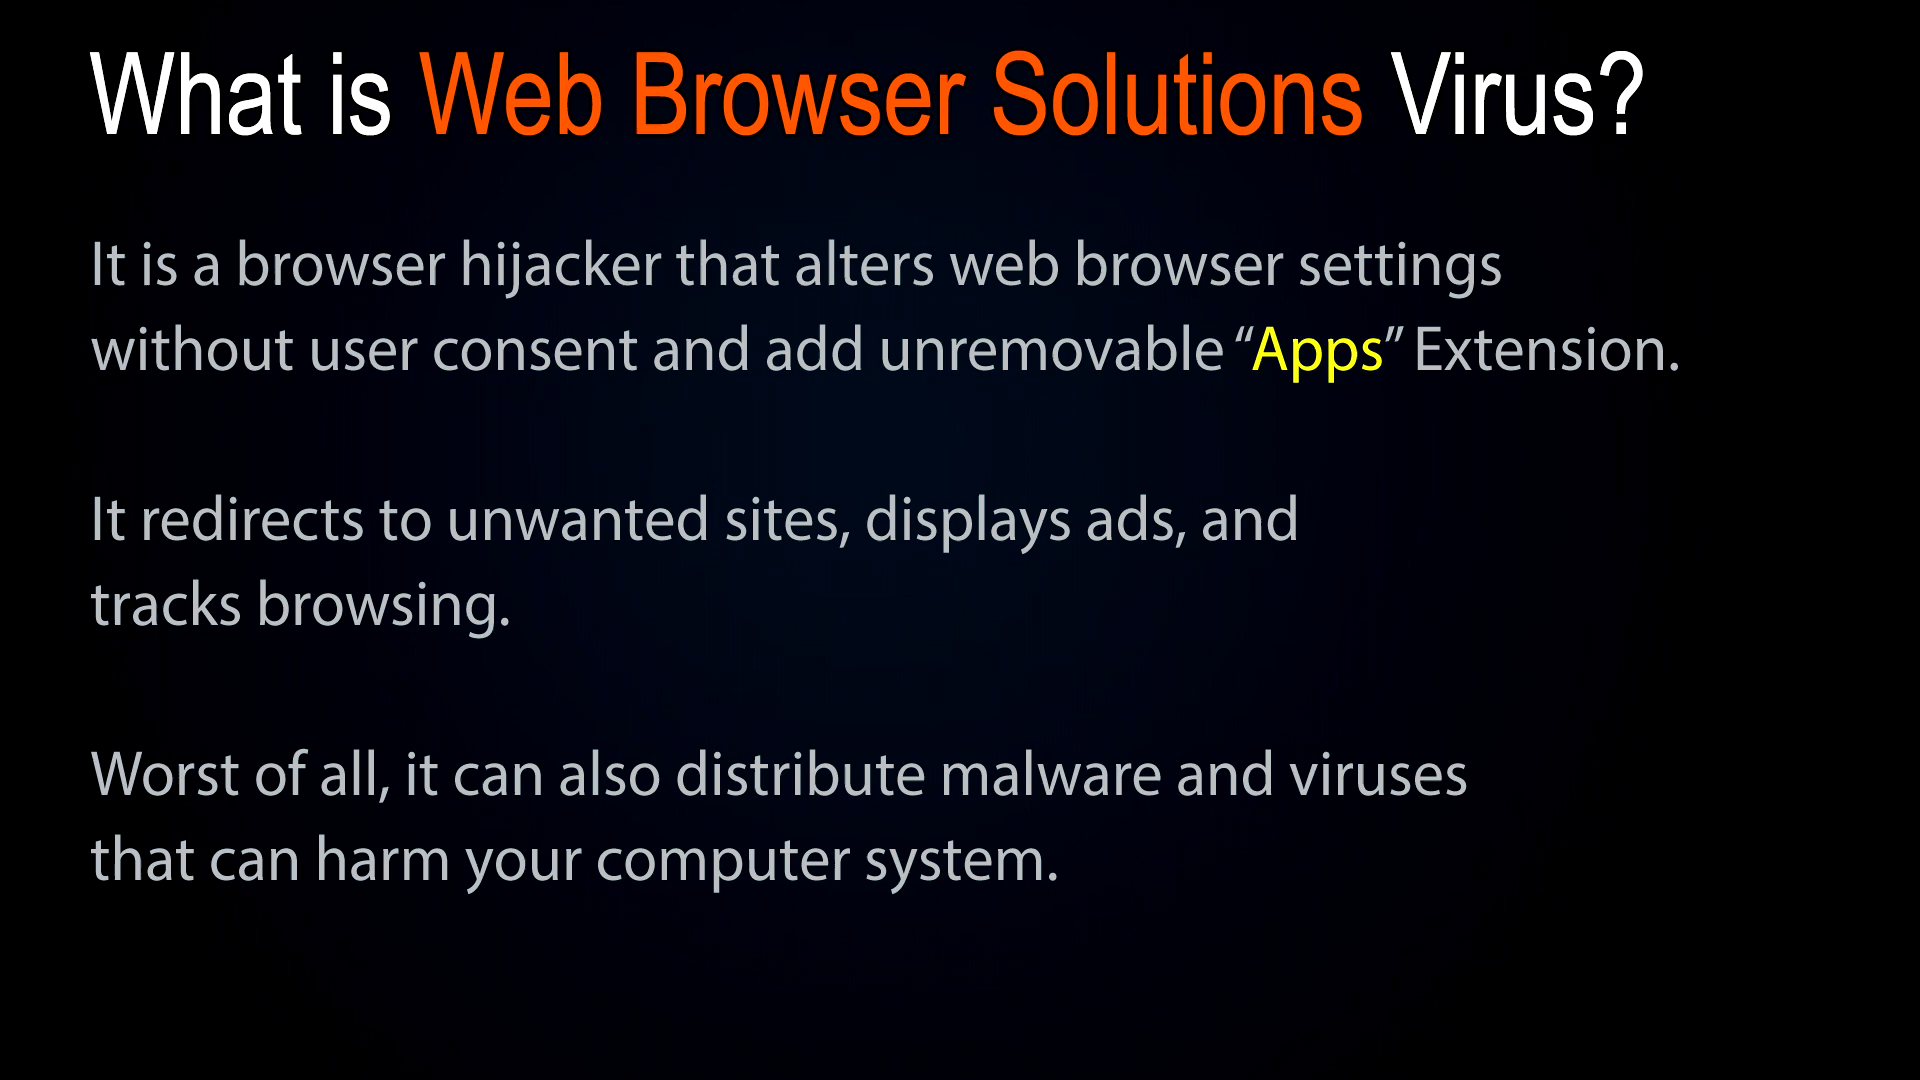 What is Web Browser Solutions Virus?
It is a browser hijacker that alters web browser settings
without user consent and add unremovable “Apps” Extension.
It redirects to unwanted sites, displays ads, and
tracks browsing.
Worst of all, it can also distribute malware and viruses
that can harm your computer system.